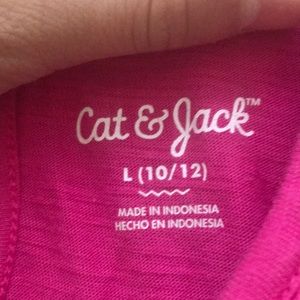 Cat & Jack™
L (10/12)
MADE IN INDONESIA
HECHO EN INDONESIA